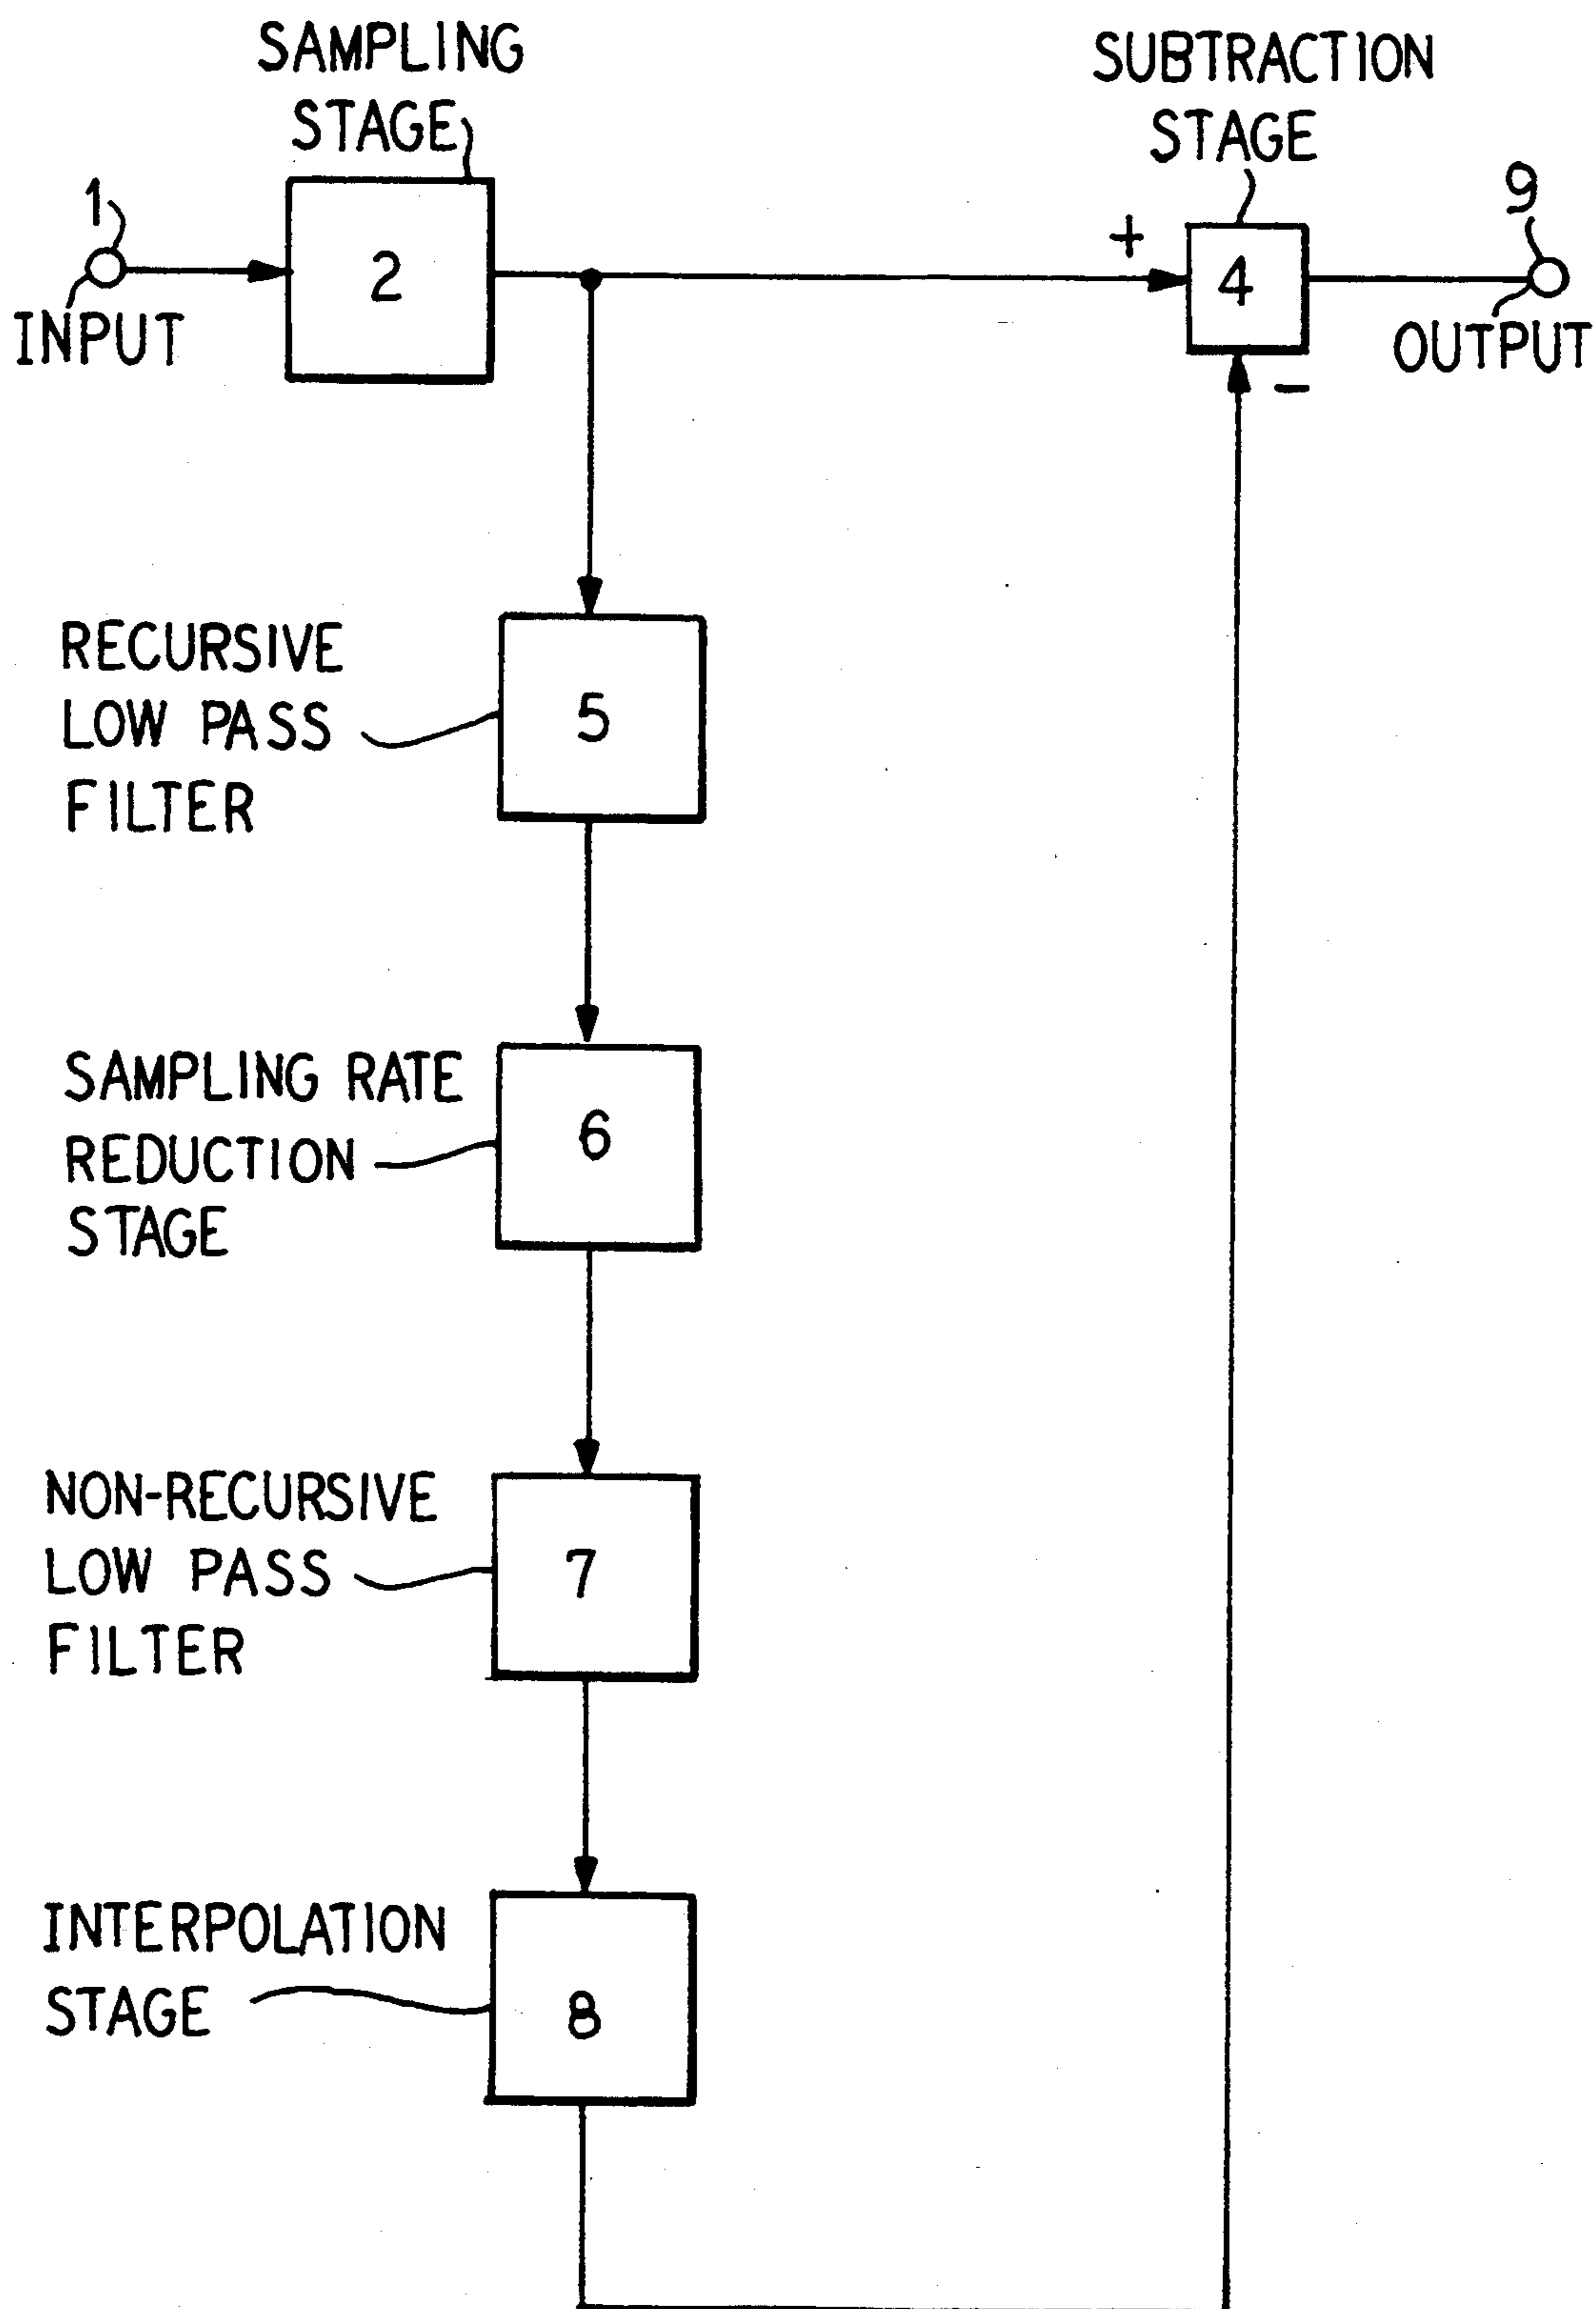 SAMPLING
STAGE
SUBTRACTION
STAGE
1
9
2
+
4
INPUT
OUTPUT
-
RECURSIVE
LOW PASS
FILTER
5
SAMPLING RATE
REDUCTION
STAGE
6
NON-RECURSIVE
LOW PASS
FILTER
7
INTERPOLATION
STAGE
8